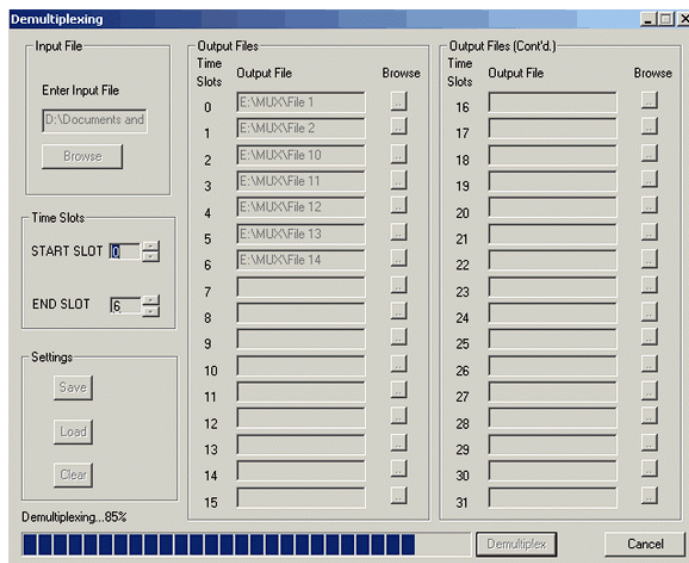 Demultiplexing
Input File
Enter Input File
D:\Documents and
Browse
Time Slots
START SLOT 0
END SLOT 6
Settings
Save
Load
Clear
Output Files
Time Slots Output File Browse
0 E:\MUX\File 1 ..
1 E:\MUX\File 2 ..
2 E:\MUX\File 10 ..
3 E:\MUX\File 11 ..
4 E:\MUX\File 12 ..
5 E:\MUX\File 13 ..
6 E:\MUX\File 14 ..
7 ..
8 ..
9 ..
10 ..
11 ..
12 ..
13 ..
14 ..
15 ..
Output Files (Cont'd.)
Output File Browse
16 ..
17 ..
18 ..
19 ..
20 ..
21 ..
22 ..
23 ..
24 ..
25 ..
26 ..
27 ..
28 ..
29 ..
30 ..
31 ..
Demultiplexing...85%
Demultiplex
Cancel